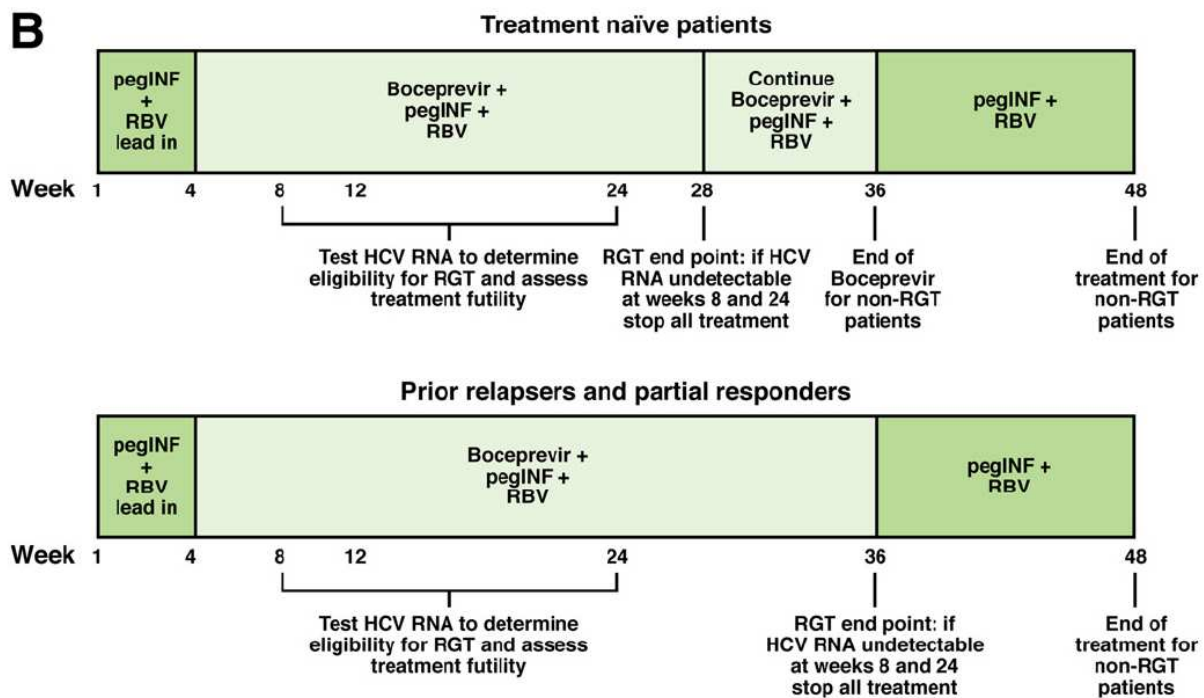 B
Treatment naïve patients
pegINF
+
RBV
lead in
Boceprevir +
pegINF +
RBV
Continue
Boceprevir +
pegINF +
RBV
pegINF +
RBV
Week 1 4 8 12 24 28 36 48
Test HCV RNA to determine
eligibility for RGT and assess
treatment futility
RGT end point: if HCV
RNA undetectable
at weeks 8 and 24
stop all treatment
End of
Boceprevir
for non-RGT
patients
End of
treatment for
non-RGT
patients
Prior relapsers and partial responders
pegINF
+
RBV
lead in
Boceprevir +
pegINF +
RBV
pegINF +
RBV
Week 1 4 8 12 24 36 48
Test HCV RNA to determine
eligibility for RGT and assess
treatment futility
RGT end point: if
HCV RNA undetectable
at weeks 8 and 24
stop all treatment
End of
treatment for
non-RGT
patients